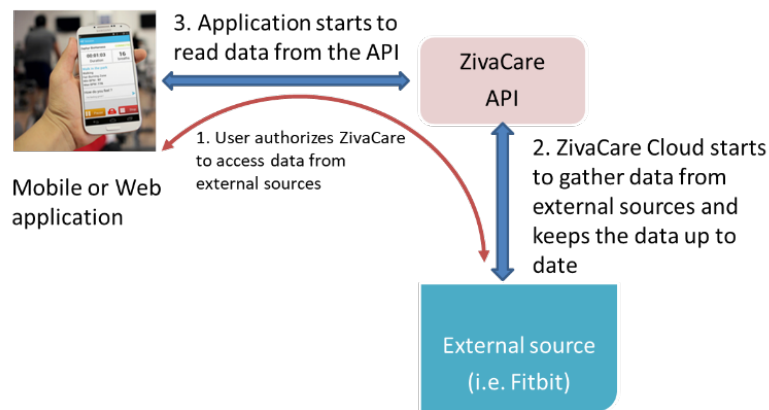 3. Application starts to
read data from the API
ZivaCare
API
1. User authorizes ZivaCare
to access data from
external sources
Mobile or Web
application
2. ZivaCare Cloud starts
to gather data from
external sources and
keeps the data up to
date
External source
(i.e. Fitbit)